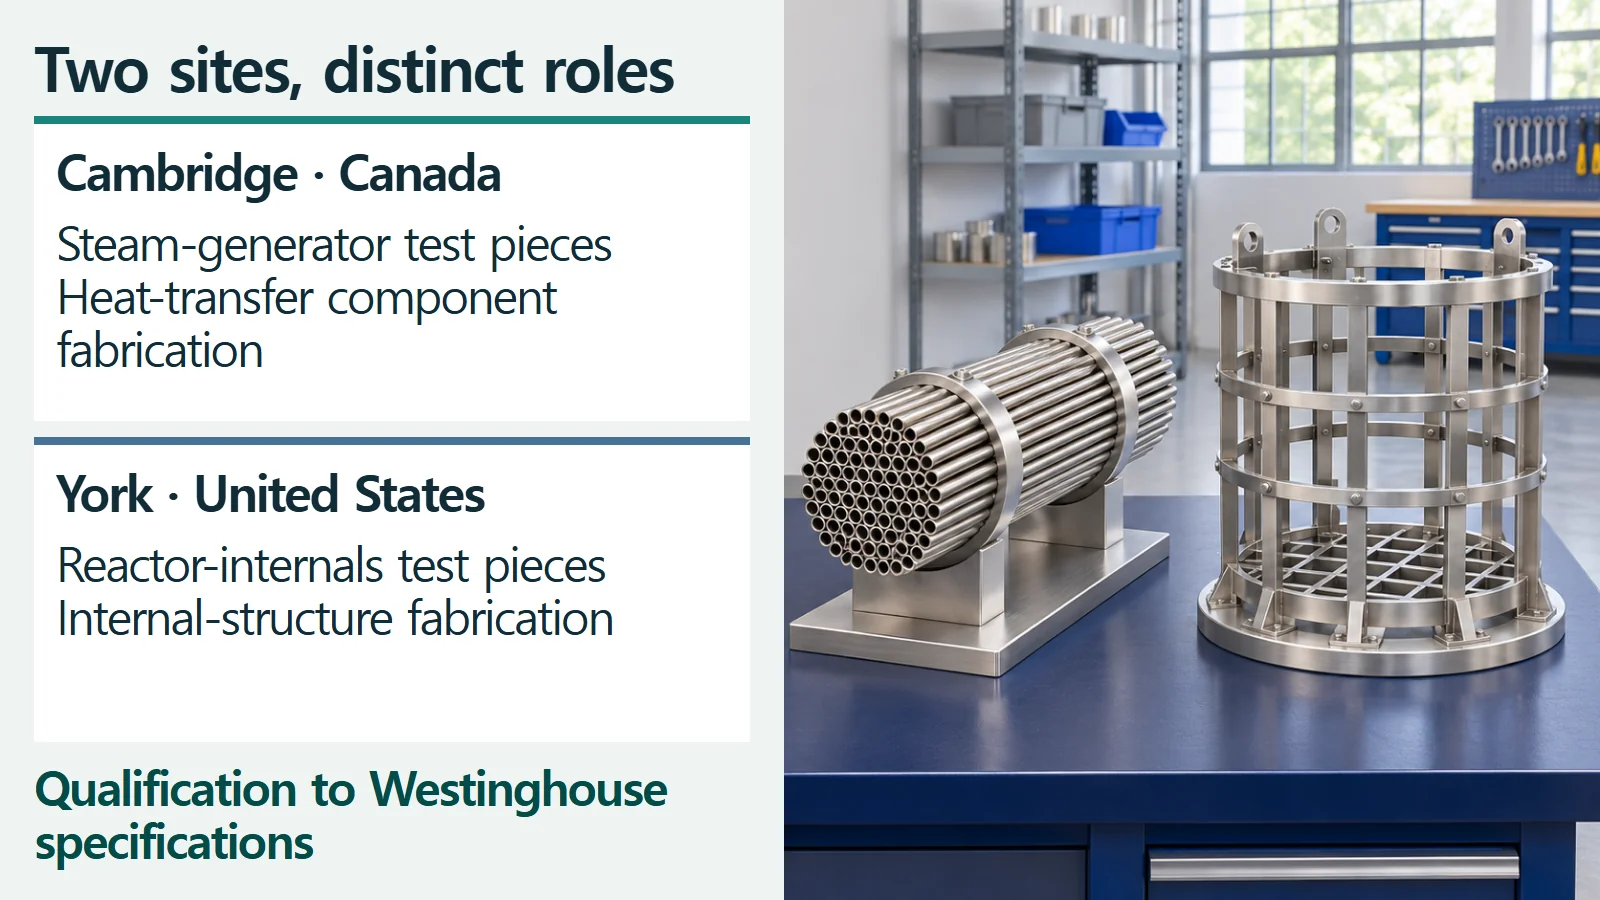 Two sites, distinct roles
Cambridge · Canada
Steam-generator test pieces
Heat-transfer component
fabrication
York · United States
Reactor-internals test pieces
Internal-structure fabrication
Qualification to Westinghouse
specifications